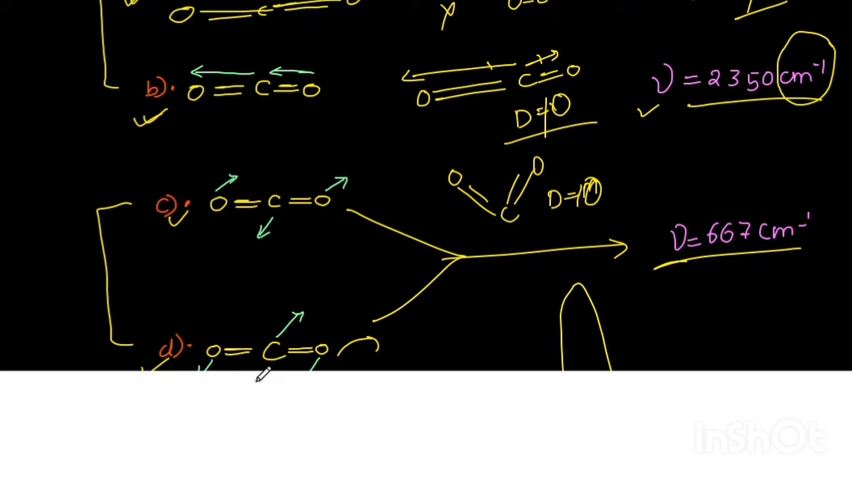 O=C=O
b). O=C=O O=C=O ν=2350 cm⁻¹
D≠0
c). O=C=O O C O D≠0
ν=667 cm⁻¹
d). O=C=O
InShOt